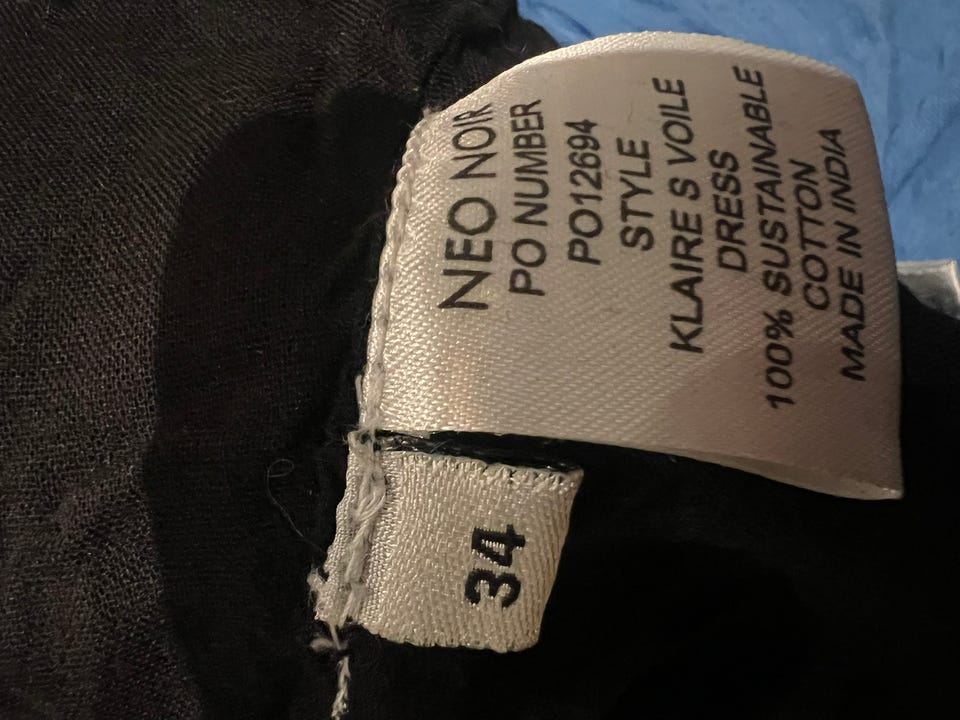 NEO NOIR
PO NUMBER
PO12694
STYLE
KLAIRE S VOILE
DRESS
100% SUSTAINABLE
COTTON
MADE IN INDIA
34